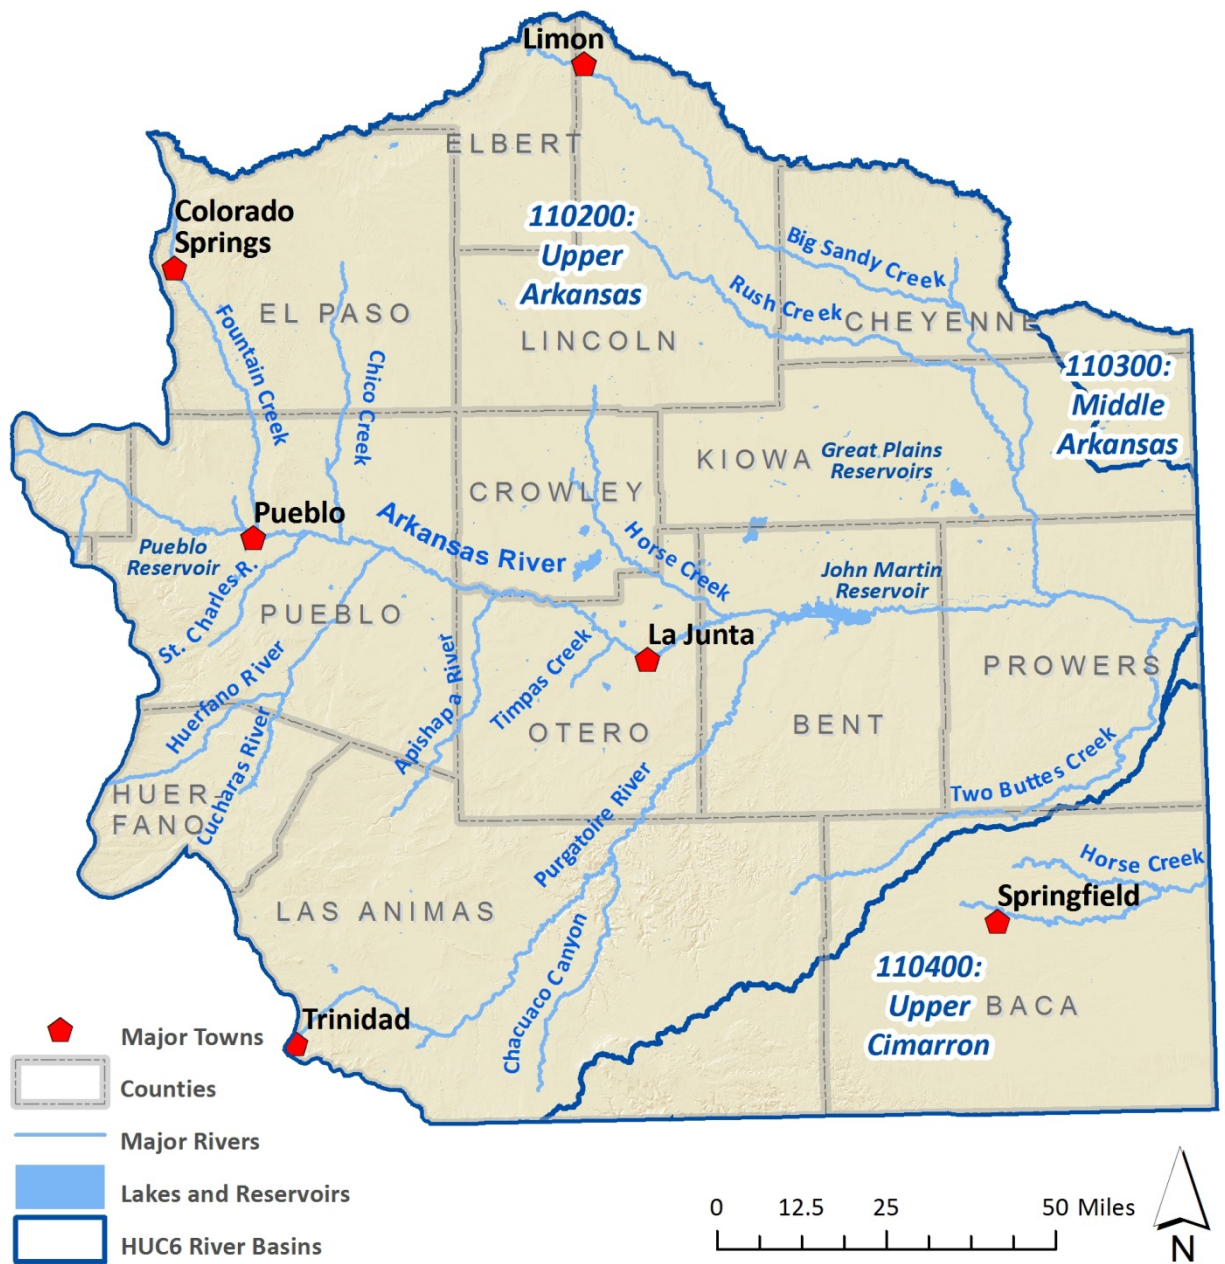 Limon
ELBERT
Colorado
Springs
110200:
Upper
Arkansas
Big Sandy Creek
Rush Creek
CHEYENNE
EL PASO
Fountain Creek
Chico Creek
LINCOLN
110300:
Middle
Arkansas
KIOWA
Great Plains
Reservoirs
CROWLEY
Pueblo
Arkansas River
Pueblo
Reservoir
Horse Creek
John Martin
Reservoir
St. Charles R.
PUEBLO
La Junta
Huerfano River
Apishap a River
Timpas Creek
PROWERS
OTERO
BENT
Cucharas River
HUER-
FANO
Two Buttes Creek
Purgatoire River
Horse Creek
Springfield
LAS ANIMAS
Chacuaco Canyon
110400:
Upper
Cimarron
BACA
Trinidad
Major Towns
Counties
Major Rivers
Lakes and Reservoirs
HUC6 River Basins
0 12.5 25 50 Miles
N